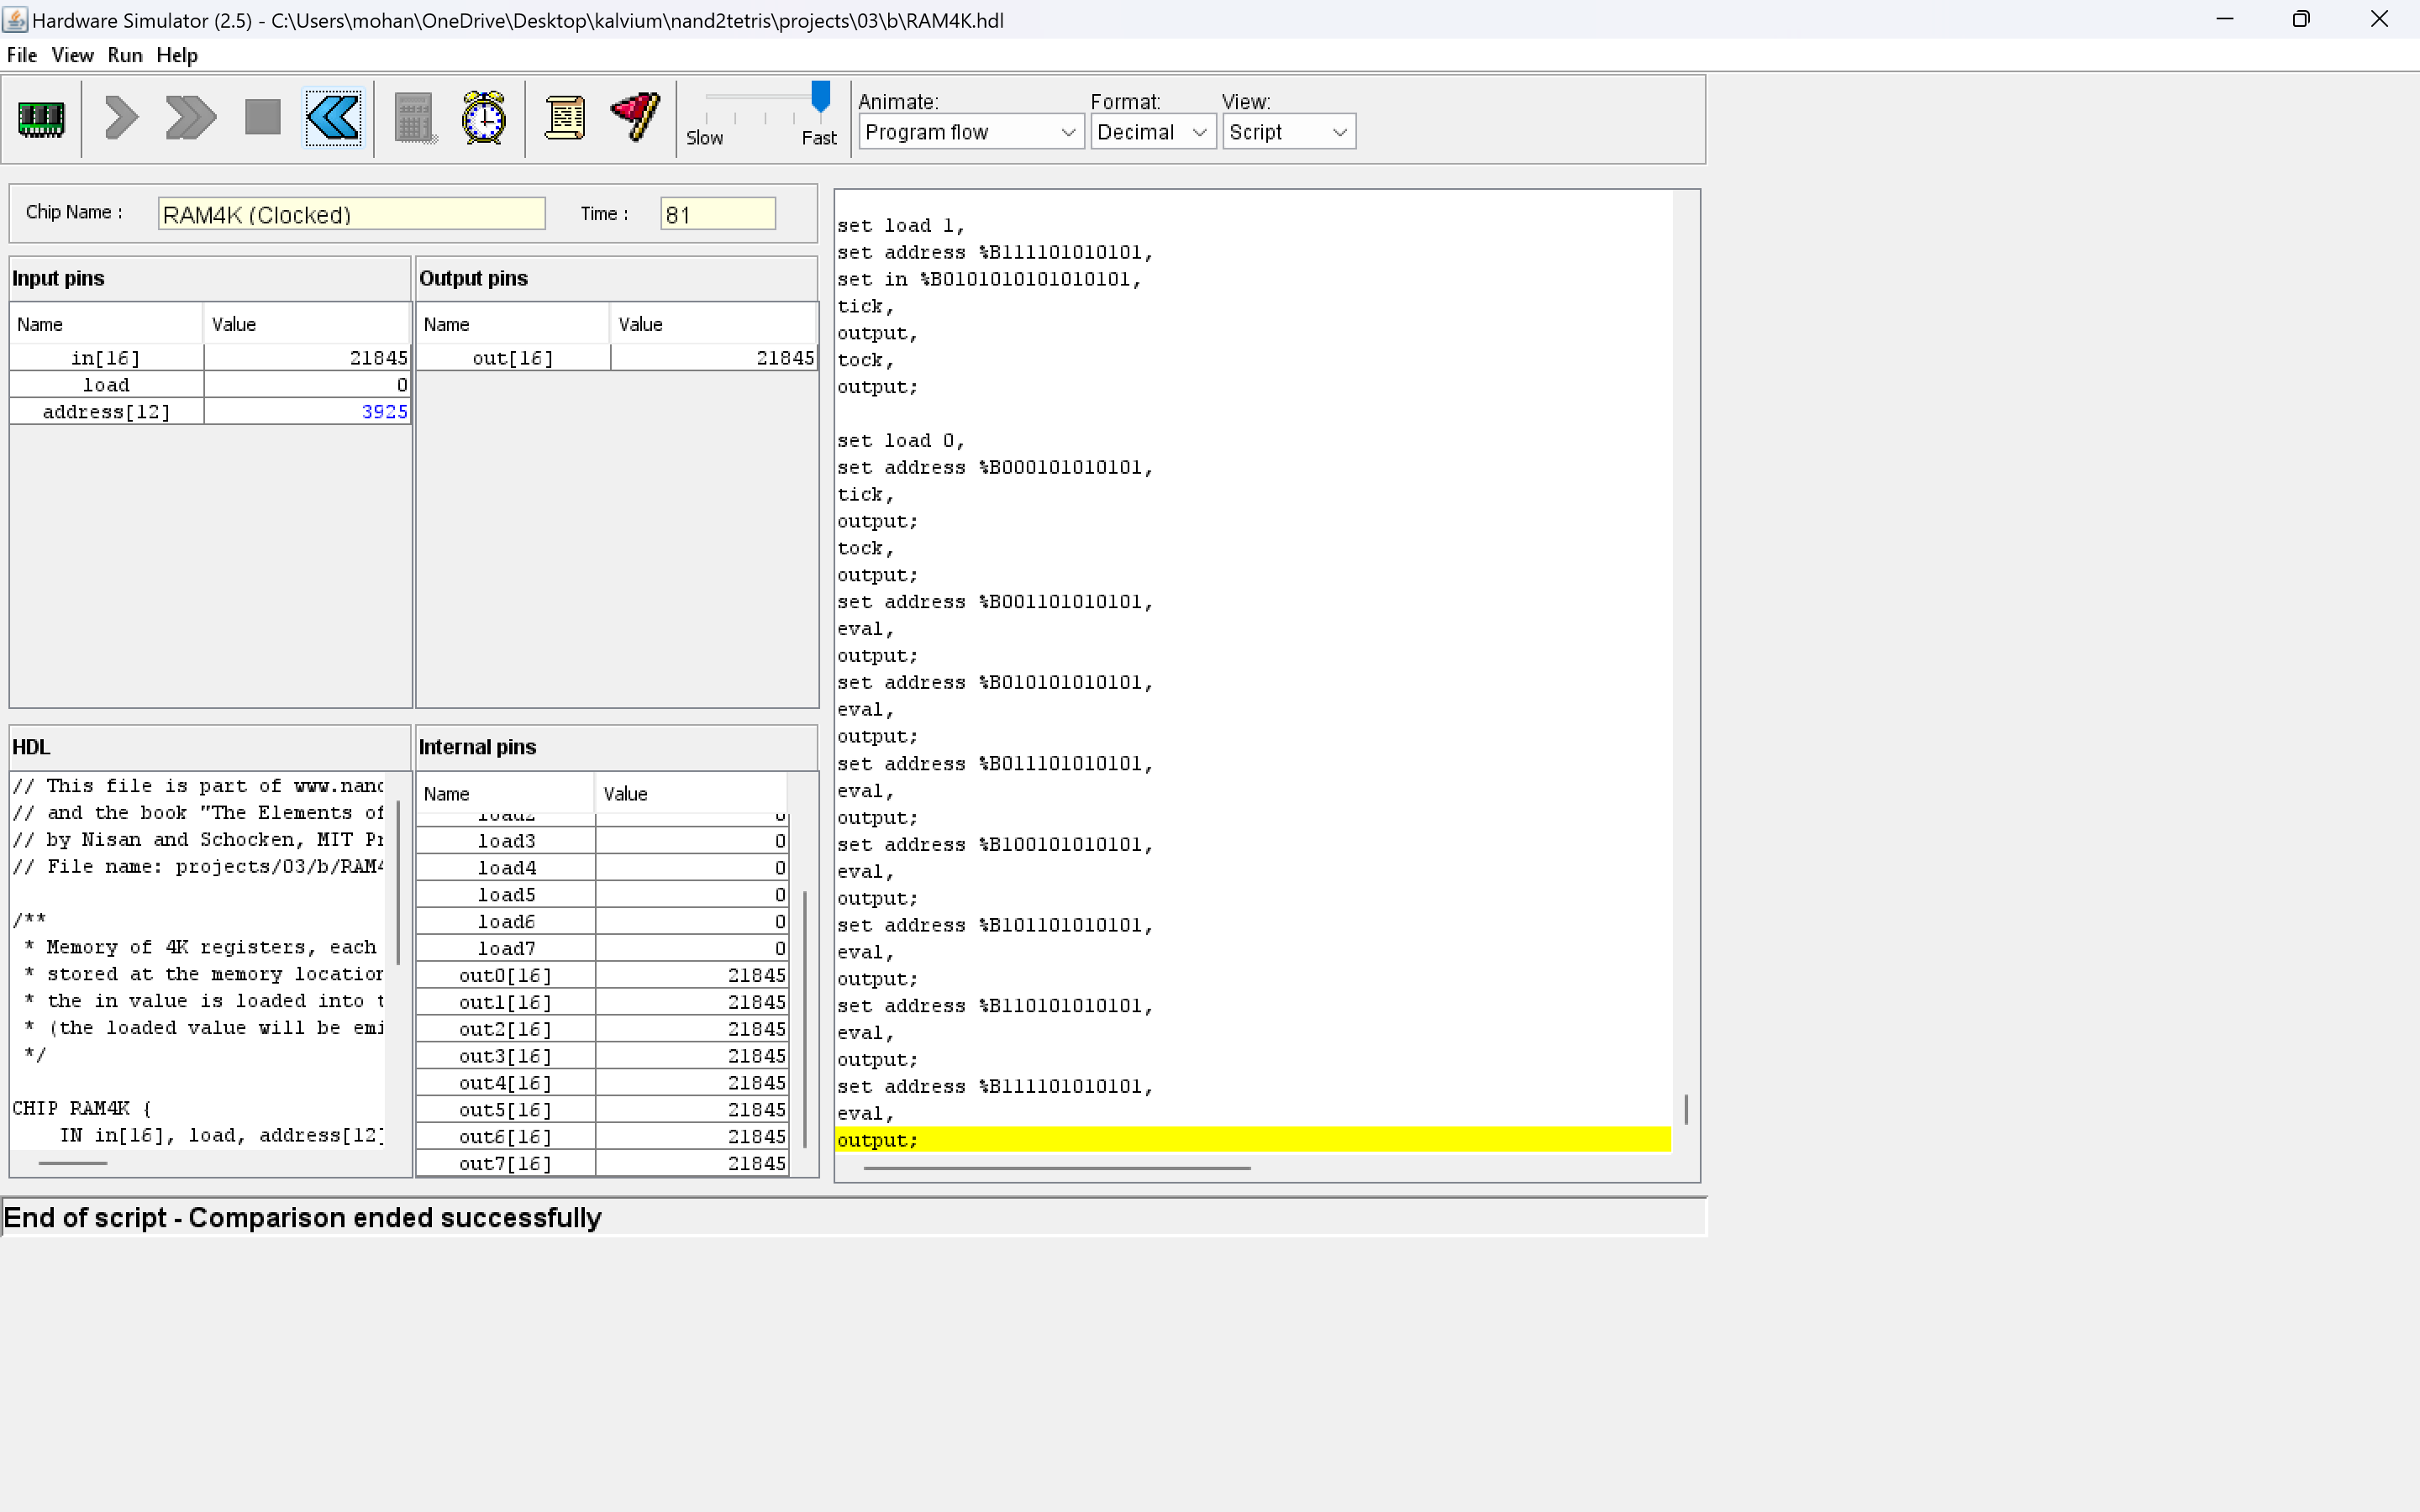 Hardware Simulator (2.5) - C:\Users\mohan\OneDrive\Desktop\kalvium\nand2tetris\projects\03\b\RAM4K.hdl
File View Run Help
Slow Fast
Animate: Format: View:
Program flow Decimal Script
Chip Name : RAM4K (Clocked) Time : 81
Input pins
Name Value
in[16] 21845
load 0
address[12] 3925
Output pins
Name Value
out[16] 21845
HDL
// This file is part of www.nand
// and the book "The Elements of
// by Nisan and Schocken, MIT Pr
// File name: projects/03/b/RAM4
/**
* Memory of 4K registers, each
* stored at the memory location
* the in value is loaded into t
* (the loaded value will be emi
*/
CHIP RAM4K {
IN in[16], load, address[12]
Internal pins
Name Value
load2 0
load3 0
load4 0
load5 0
load6 0
load7 0
out0[16] 21845
out1[16] 21845
out2[16] 21845
out3[16] 21845
out4[16] 21845
out5[16] 21845
out6[16] 21845
out7[16] 21845
set load 1,
set address %B111101010101,
set in %B0101010101010101,
tick,
output,
tock,
output;
set load 0,
set address %B000101010101,
tick,
output;
tock,
output;
set address %B001101010101,
eval,
output;
set address %B010101010101,
eval,
output;
set address %B011101010101,
eval,
output;
set address %B100101010101,
eval,
output;
set address %B101101010101,
eval,
output;
set address %B110101010101,
eval,
output;
set address %B111101010101,
eval,
output;
End of script - Comparison ended successfully